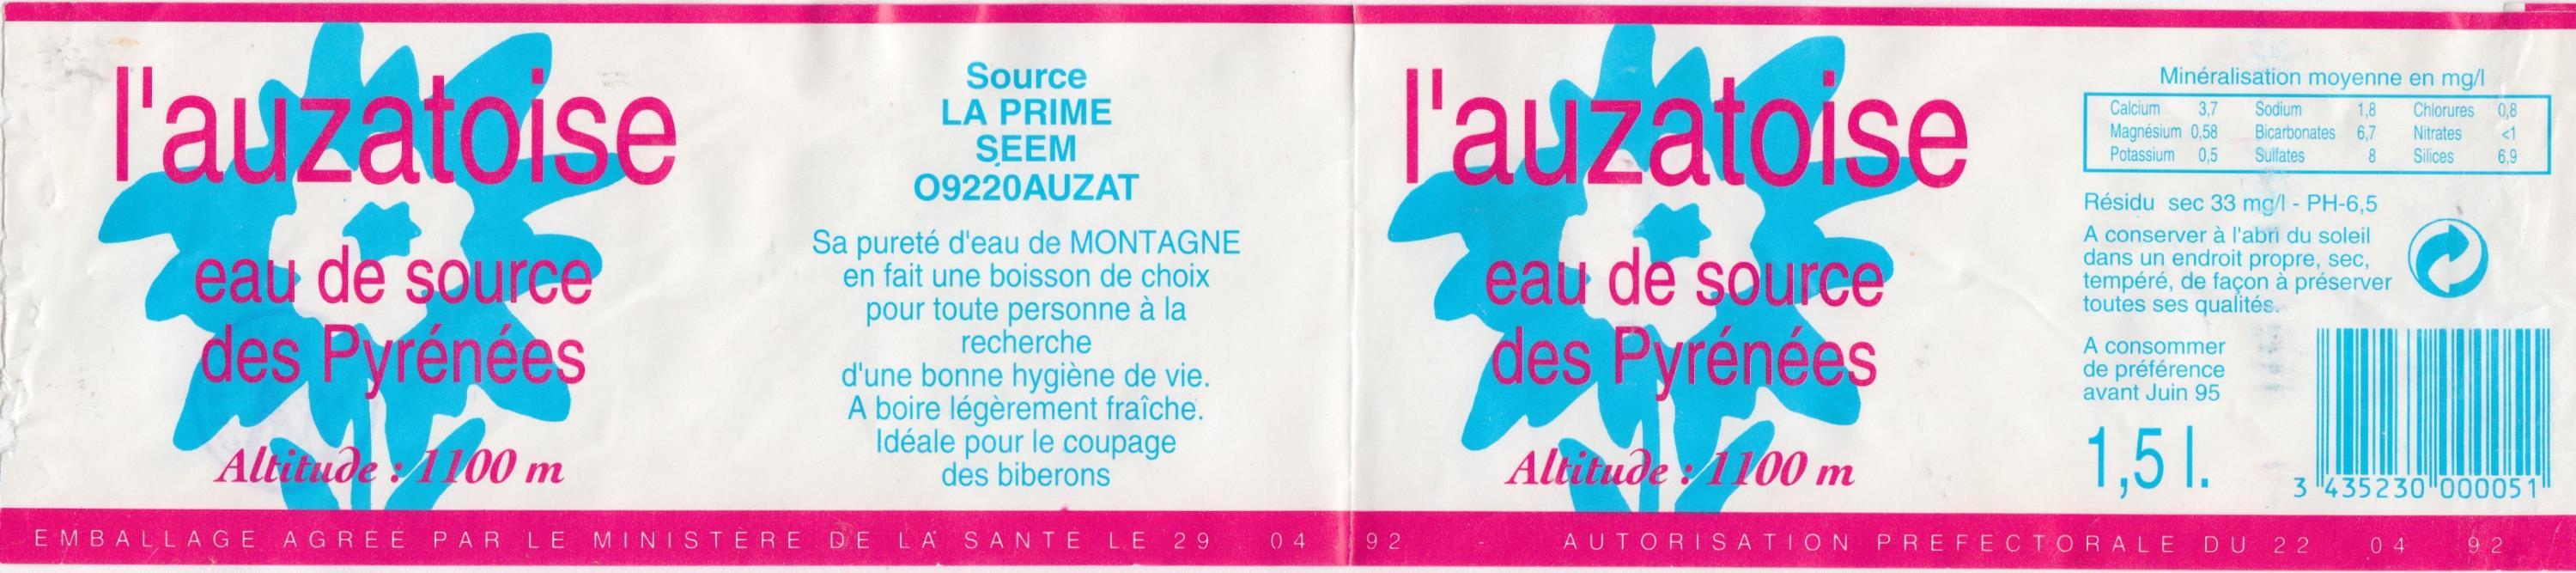 l'auzatoise
eau de source
des Pyrénées
Altitude : 1100 m
Source
LA PRIME
SEEM
O9220AUZAT
Sa pureté d'eau de MONTAGNE
en fait une boisson de choix
pour toute personne à la
recherche
d'une bonne hygiène de vie.
A boire légèrement fraîche.
Idéale pour le coupage
des biberons
l'auzatoise
eau de source
des Pyrénées
Altitude : 1100 m
Minéralisation moyenne en mg/l
Calcium 3,7 Sodium 1,8 Chlorures 0,8
Magnésium 0,58 Bicarbonates 6,7 Nitrates <1
Potassium 0,5 Sulfates 8 Silices 6,9
Résidu sec 33 mg/l - PH-6,5
A conserver à l'abri du soleil
dans un endroit propre, sec,
tempéré, de façon à préserver
toutes ses qualités.
A consommer
de préférence
avant Juin 95
1,5 l.
3 435230 000051
EMBALLAGE AGRÉÉ PAR LE MINISTÈRE DE LA SANTE LE 29 04 92 - AUTORISATION PREFECTORALE DU 22 04 92